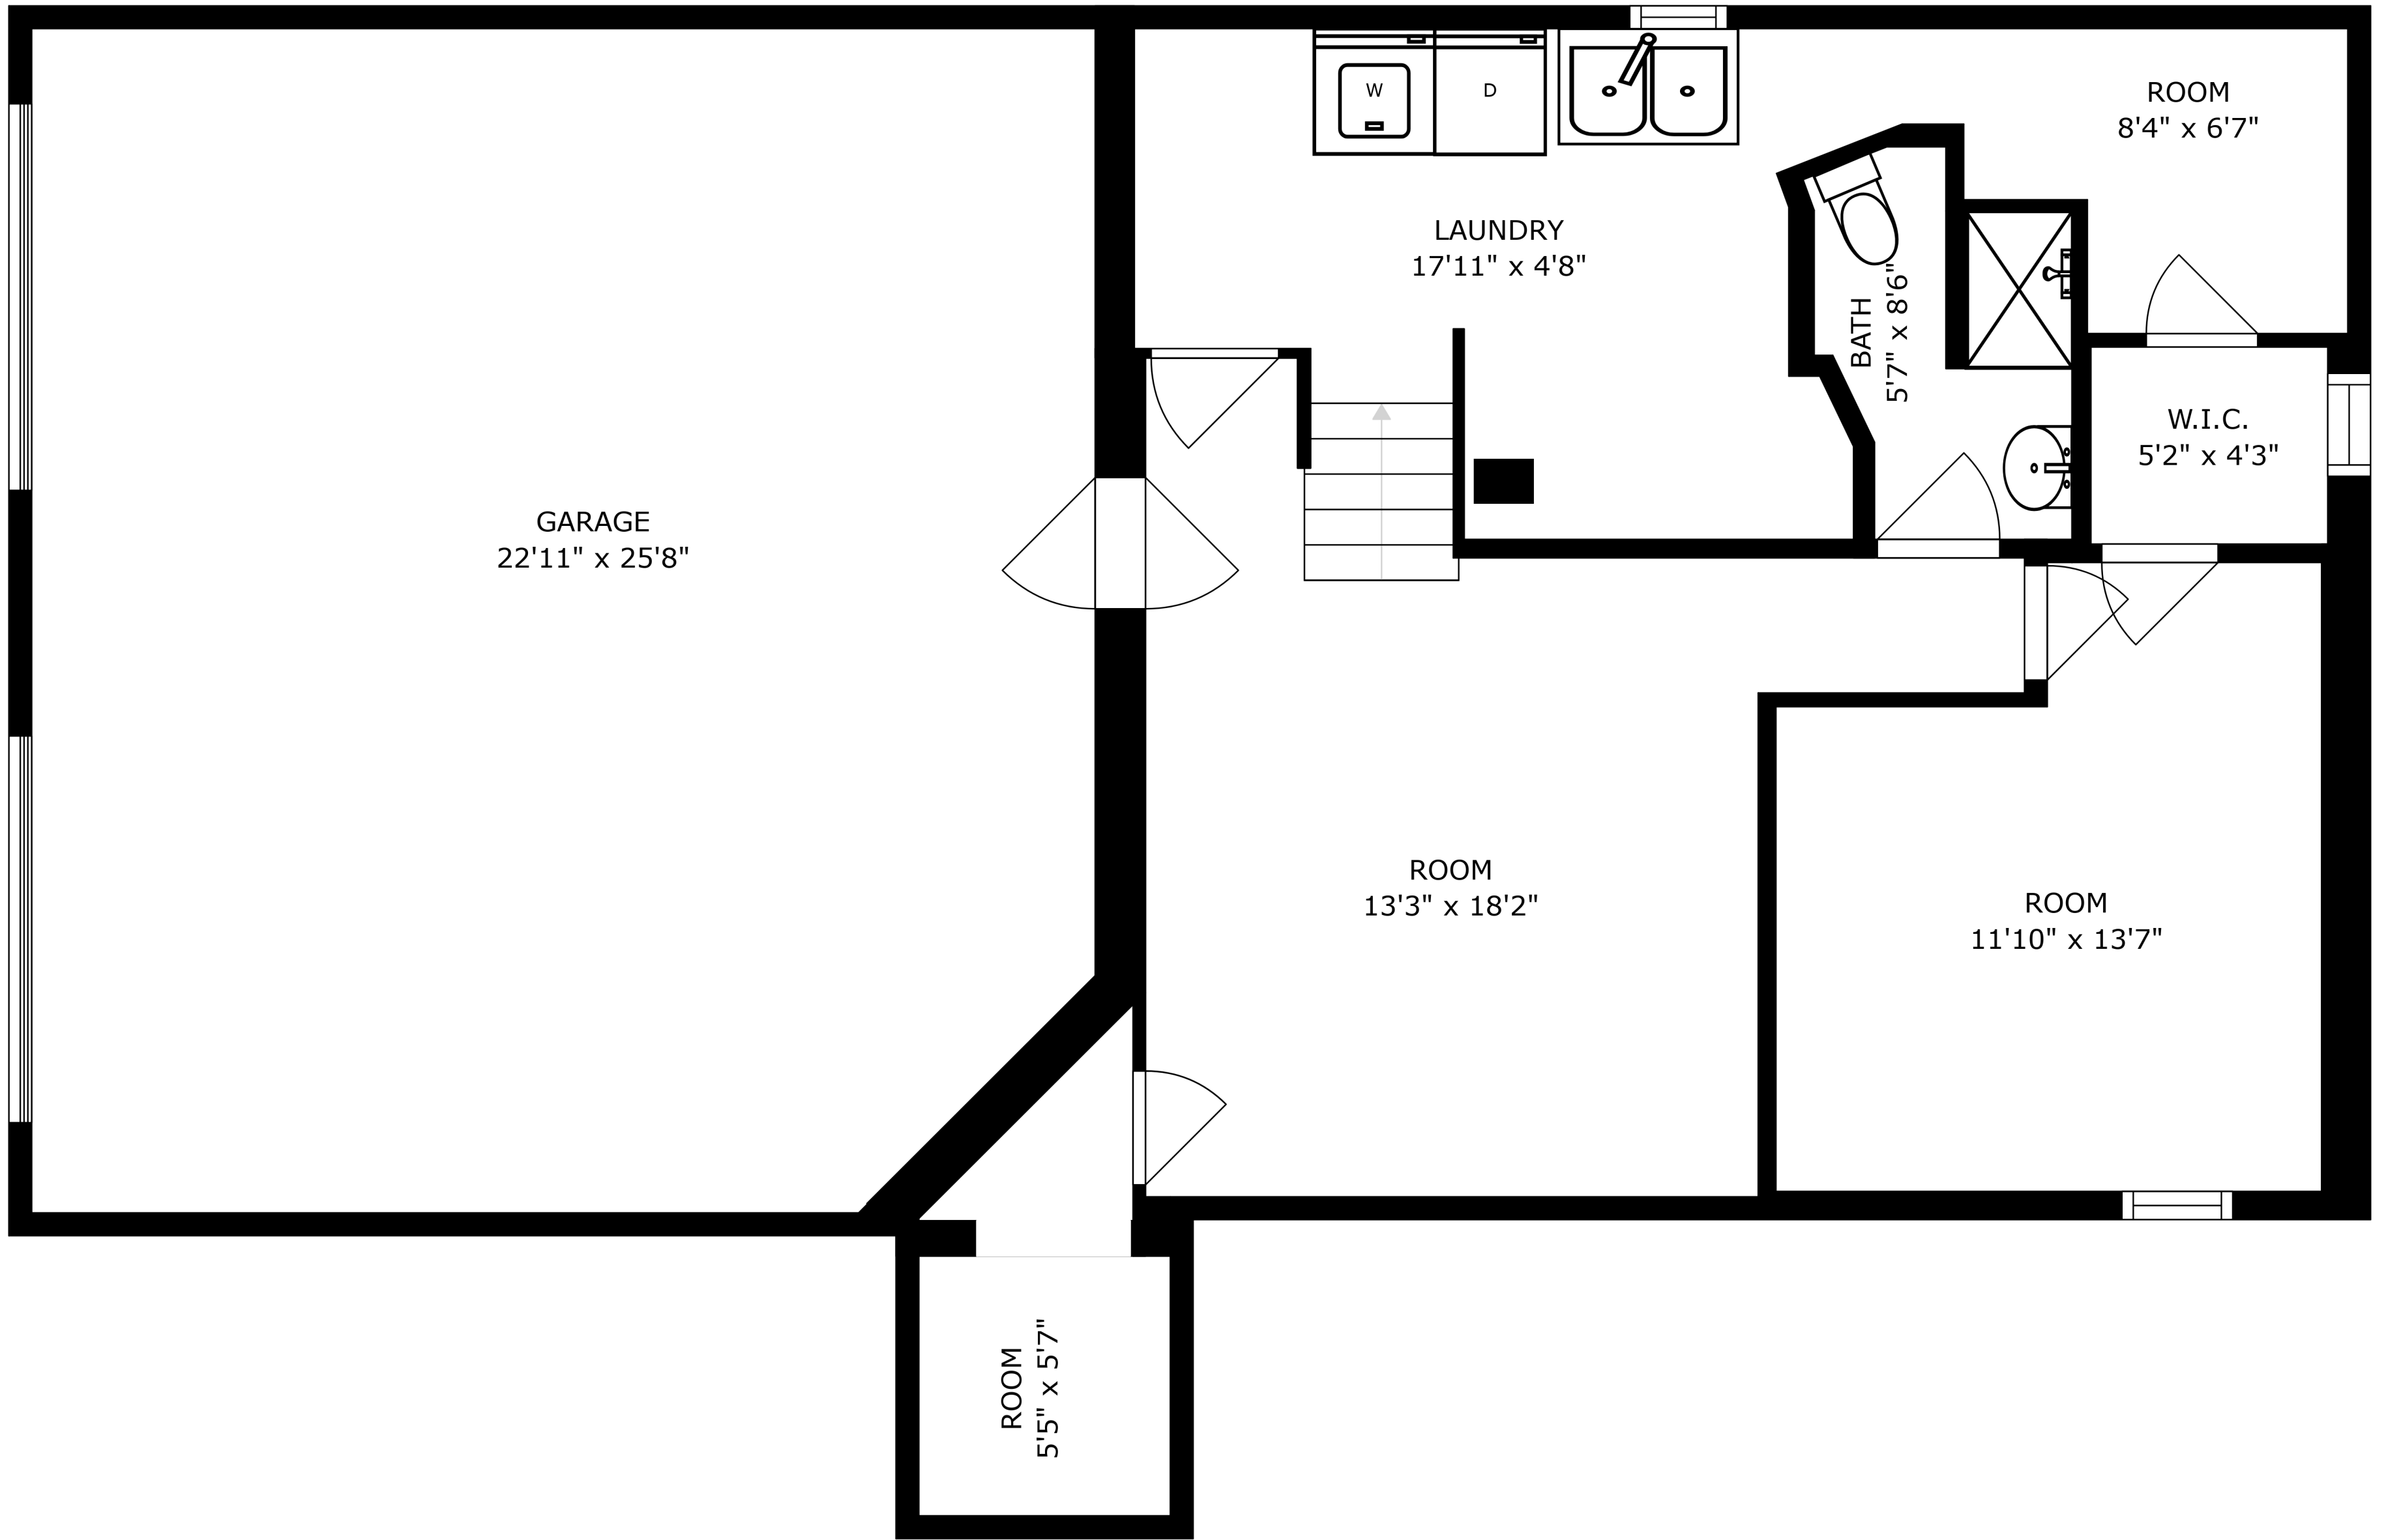 W
D
ROOM
8'4" x 6'7"
LAUNDRY
17'11" x 4'8"
BATH
5'7" x 8'6"
W.I.C.
5'2" x 4'3"
GARAGE
22'11" x 25'8"
ROOM
13'3" x 18'2"
ROOM
11'10" x 13'7"
ROOM
5'5" x 5'7"